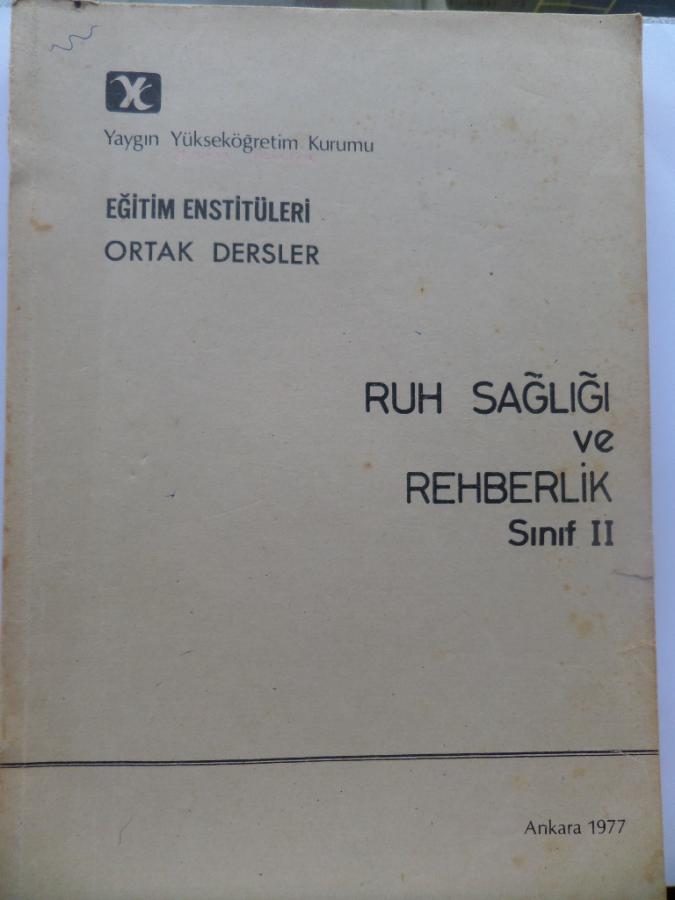 Yaygın Yükseköğretim Kurumu
EĞİTİM ENSTİTÜLERİ
ORTAK DERSLER
RUH SAĞLIĞI
ve
REHBERLİK
Sınıf II
Ankara 1977